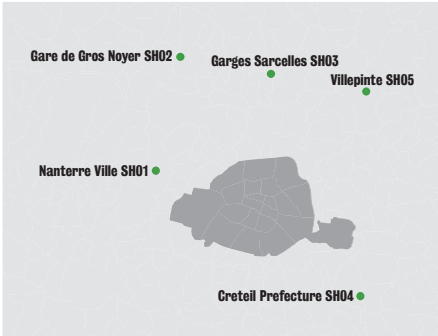 Gare de Gros Noyer SH02
Garges Sarcelles SH03
Villepinte SH05
Nanterre Ville SH01
Creteil Prefecture SH04